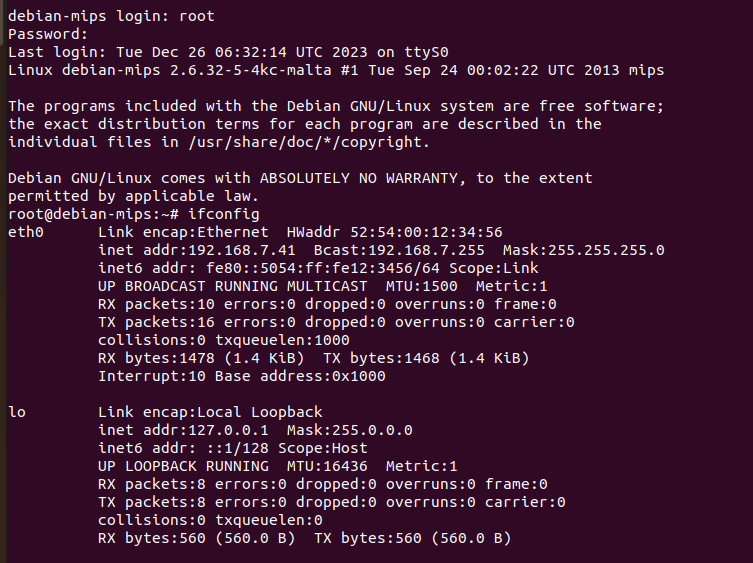 debian-mips login: root
Password:
Last login: Tue Dec 26 06:32:14 UTC 2023 on ttyS0
Linux debian-mips 2.6.32-5-4kc-malta #1 Tue Sep 24 00:02:22 UTC 2013 mips

The programs included with the Debian GNU/Linux system are free software;
the exact distribution terms for each program are described in the
individual files in /usr/share/doc/*/copyright.

Debian GNU/Linux comes with ABSOLUTELY NO WARRANTY, to the extent
permitted by applicable law.
root@debian-mips:~# ifconfig
eth0      Link encap:Ethernet  HWaddr 52:54:00:12:34:56
          inet addr:192.168.7.41  Bcast:192.168.7.255  Mask:255.255.255.0
          inet6 addr: fe80::5054:ff:fe12:3456/64 Scope:Link
          UP BROADCAST RUNNING MULTICAST  MTU:1500  Metric:1
          RX packets:10 errors:0 dropped:0 overruns:0 frame:0
          TX packets:16 errors:0 dropped:0 overruns:0 carrier:0
          collisions:0 txqueuelen:1000
          RX bytes:1478 (1.4 KiB)  TX bytes:1468 (1.4 KiB)
          Interrupt:10 Base address:0x1000

lo        Link encap:Local Loopback
          inet addr:127.0.0.1  Mask:255.0.0.0
          inet6 addr: ::1/128 Scope:Host
          UP LOOPBACK RUNNING  MTU:16436  Metric:1
          RX packets:8 errors:0 dropped:0 overruns:0 frame:0
          TX packets:8 errors:0 dropped:0 overruns:0 carrier:0
          collisions:0 txqueuelen:0
          RX bytes:560 (560.0 B)  TX bytes:560 (560.0 B)